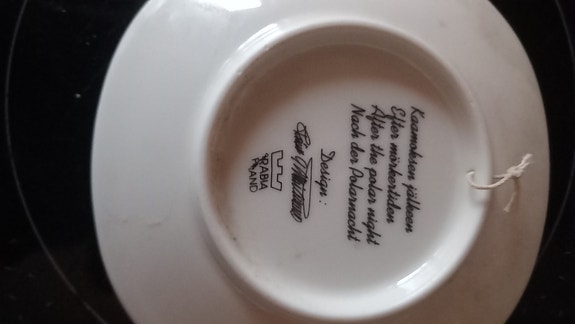 Kaamoksen jälkeen
Efter mörkertiden
After the polar night
Nach der Polarnacht
Design:
ARABIA
FINLAND